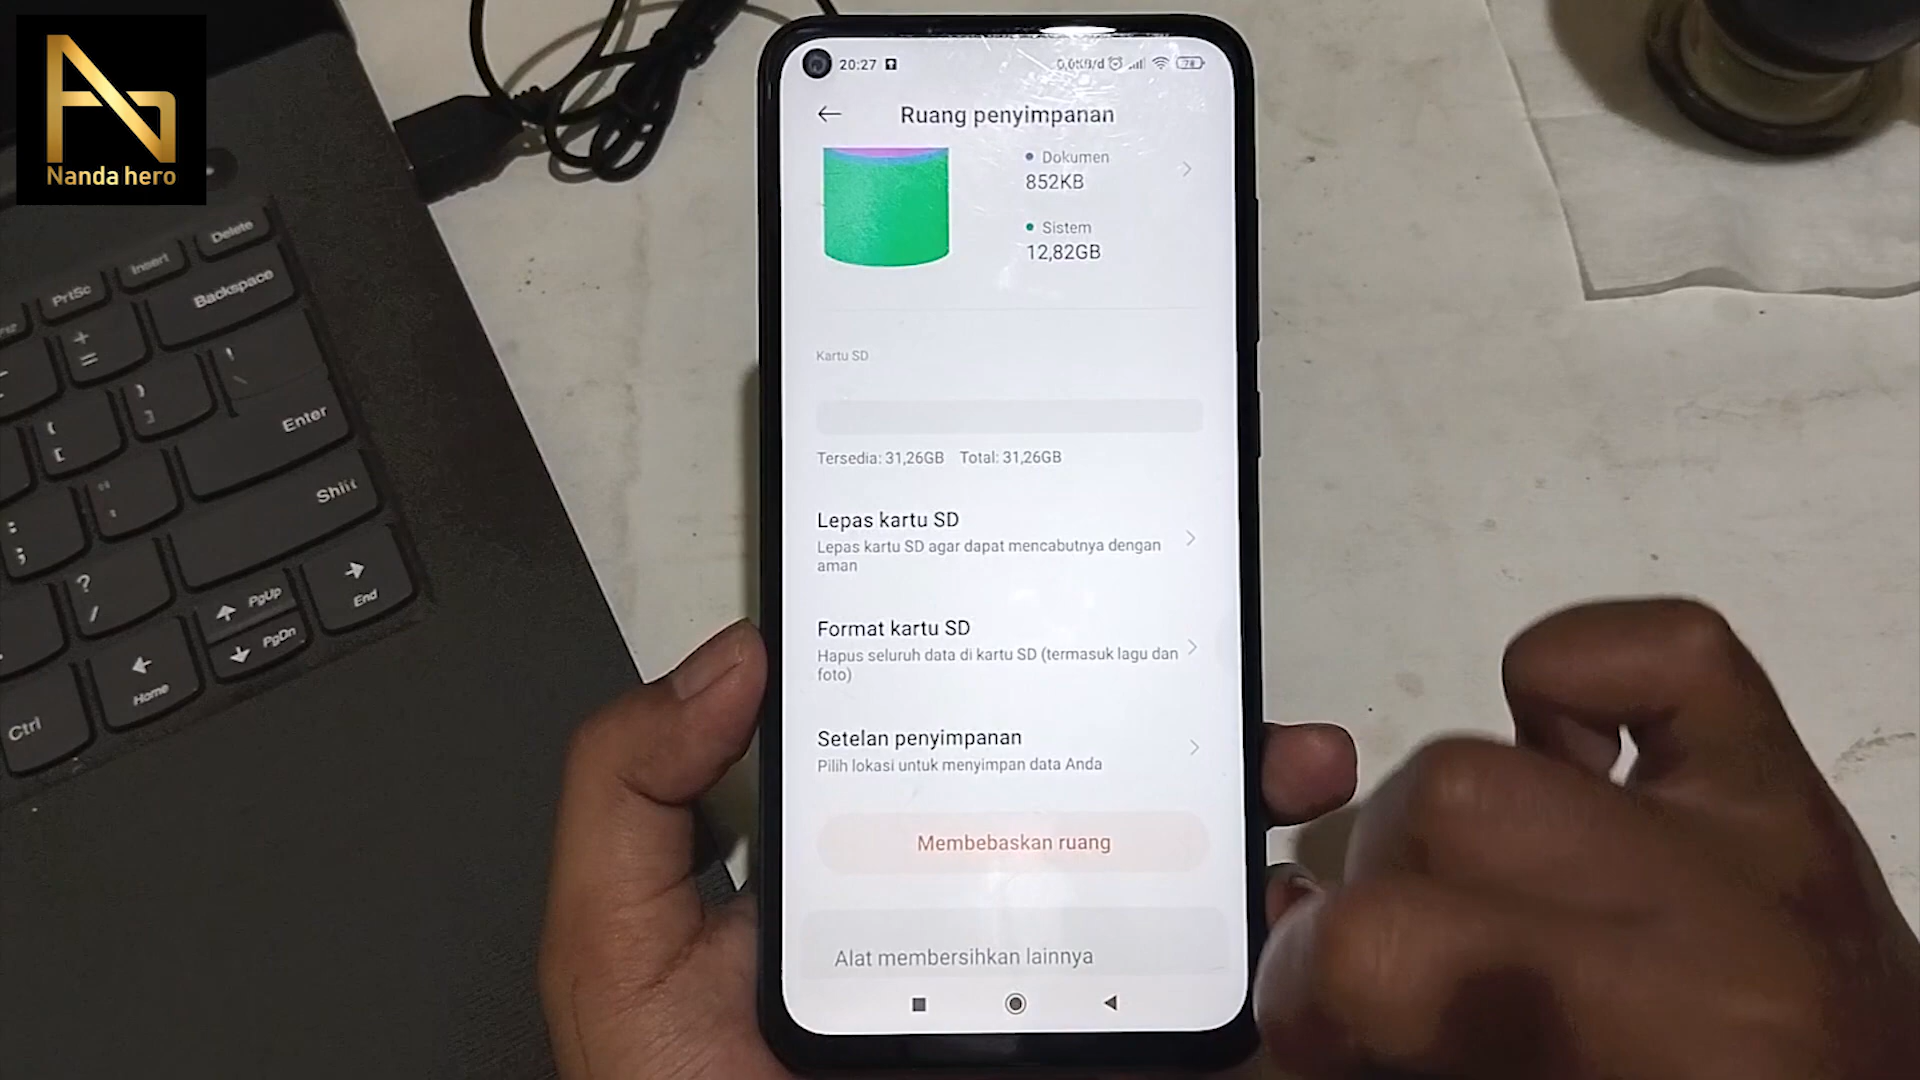 Nanda hero
20:27
78
Ruang penyimpanan
Dokumen
852KB
Sistem
12,82GB
Kartu SD
Tersedia: 31,26GB Total: 31,26GB
Lepas kartu SD
Lepas kartu SD agar dapat mencabutnya dengan
aman
Format kartu SD
Hapus seluruh data di kartu SD (termasuk lagu dan
foto)
Setelan penyimpanan
Pilih lokasi untuk menyimpan data Anda
Membebaskan ruang
Alat membersihkan lainnya
Delete
Insert
PrtSc
Backspace
+
=
Enter
Shift
?
/
PgUp
End
PgDn
Home
Ctrl